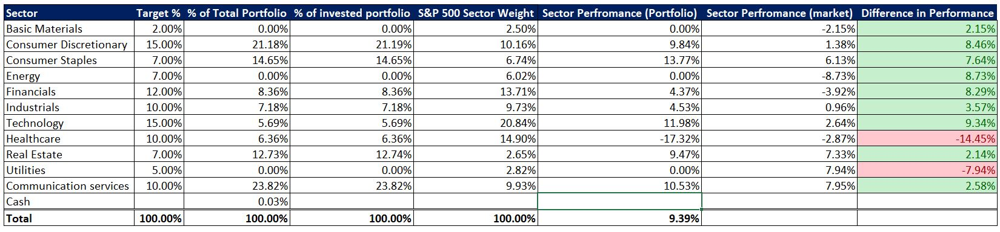 Sector Target % % of Total Portfolio % of invested portfolio S&P 500 Sector Weight Sector Perfromance (Portfolio) Sector Perfromance (market) Difference in Performance
Basic Materials 2.00% 0.00% 0.00% 2.50% 0.00% -2.15% 2.15%
Consumer Discretionary 15.00% 21.18% 21.19% 10.16% 9.84% 1.38% 8.46%
Consumer Staples 7.00% 14.65% 14.65% 6.74% 13.77% 6.13% 7.64%
Energy 7.00% 0.00% 0.00% 6.02% 0.00% -8.73% 8.73%
Financials 12.00% 8.36% 8.36% 13.71% 4.37% -3.92% 8.29%
Industrials 10.00% 7.18% 7.18% 9.73% 4.53% 0.96% 3.57%
Technology 15.00% 5.69% 5.69% 20.84% 11.98% 2.64% 9.34%
Healthcare 10.00% 6.36% 6.36% 14.90% -17.32% -2.87% -14.45%
Real Estate 7.00% 12.73% 12.74% 2.65% 9.47% 7.33% 2.14%
Utilities 5.00% 0.00% 0.00% 2.82% 0.00% 7.94% -7.94%
Communication services 10.00% 23.82% 23.82% 9.93% 10.53% 7.95% 2.58%
Cash 0.03%
Total 100.00% 100.00% 100.00% 100.00% 9.39%